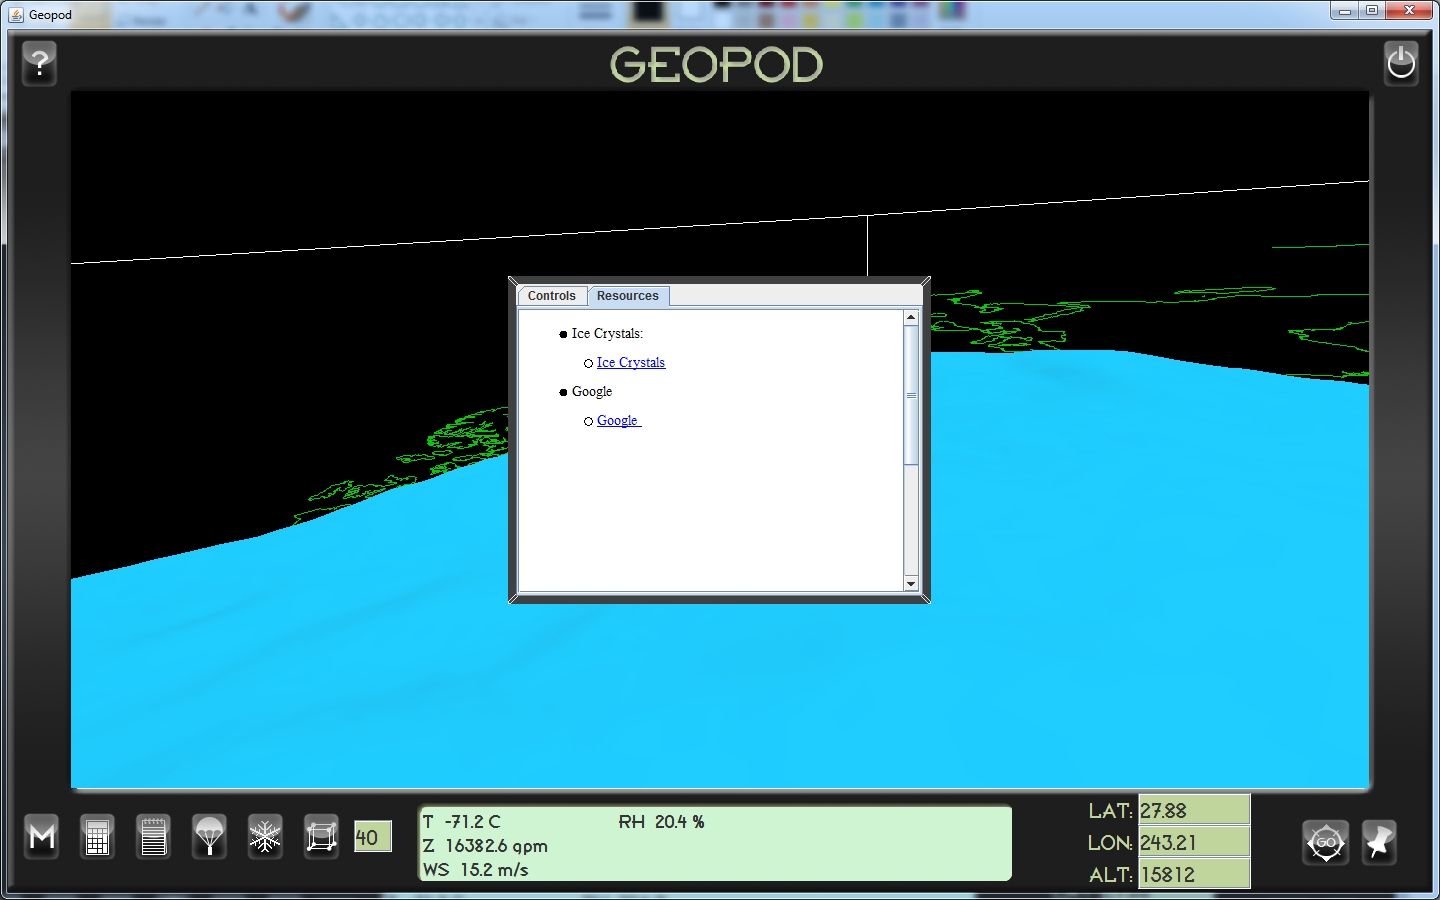 Geopod
?
GEOPOD
Controls Resources
Ice Crystals:
Ice Crystals
Google
Google
M
40
T -71.2 C RH 20.4 %
Z 16382.6 gpm
WS 15.2 m/s
LAT: 27.88
LON: 243.21
ALT: 15812
GO